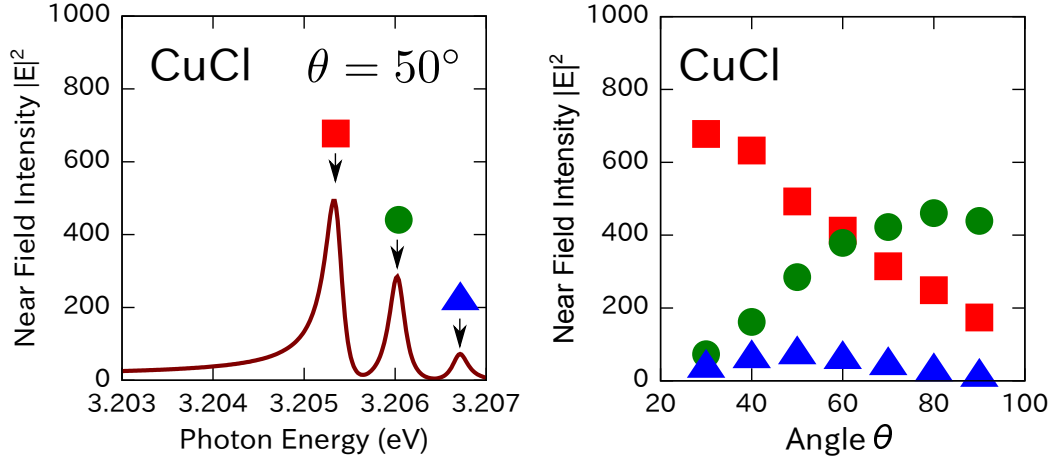 Near Field Intensity |E|²
1000
800
600
400
200
0
CuCl θ = 50°
3.203 3.204 3.205 3.206 3.207
Photon Energy (eV)
Near Field Intensity |E|²
1000
800
600
400
200
0
CuCl
20 40 60 80 100
Angle θ